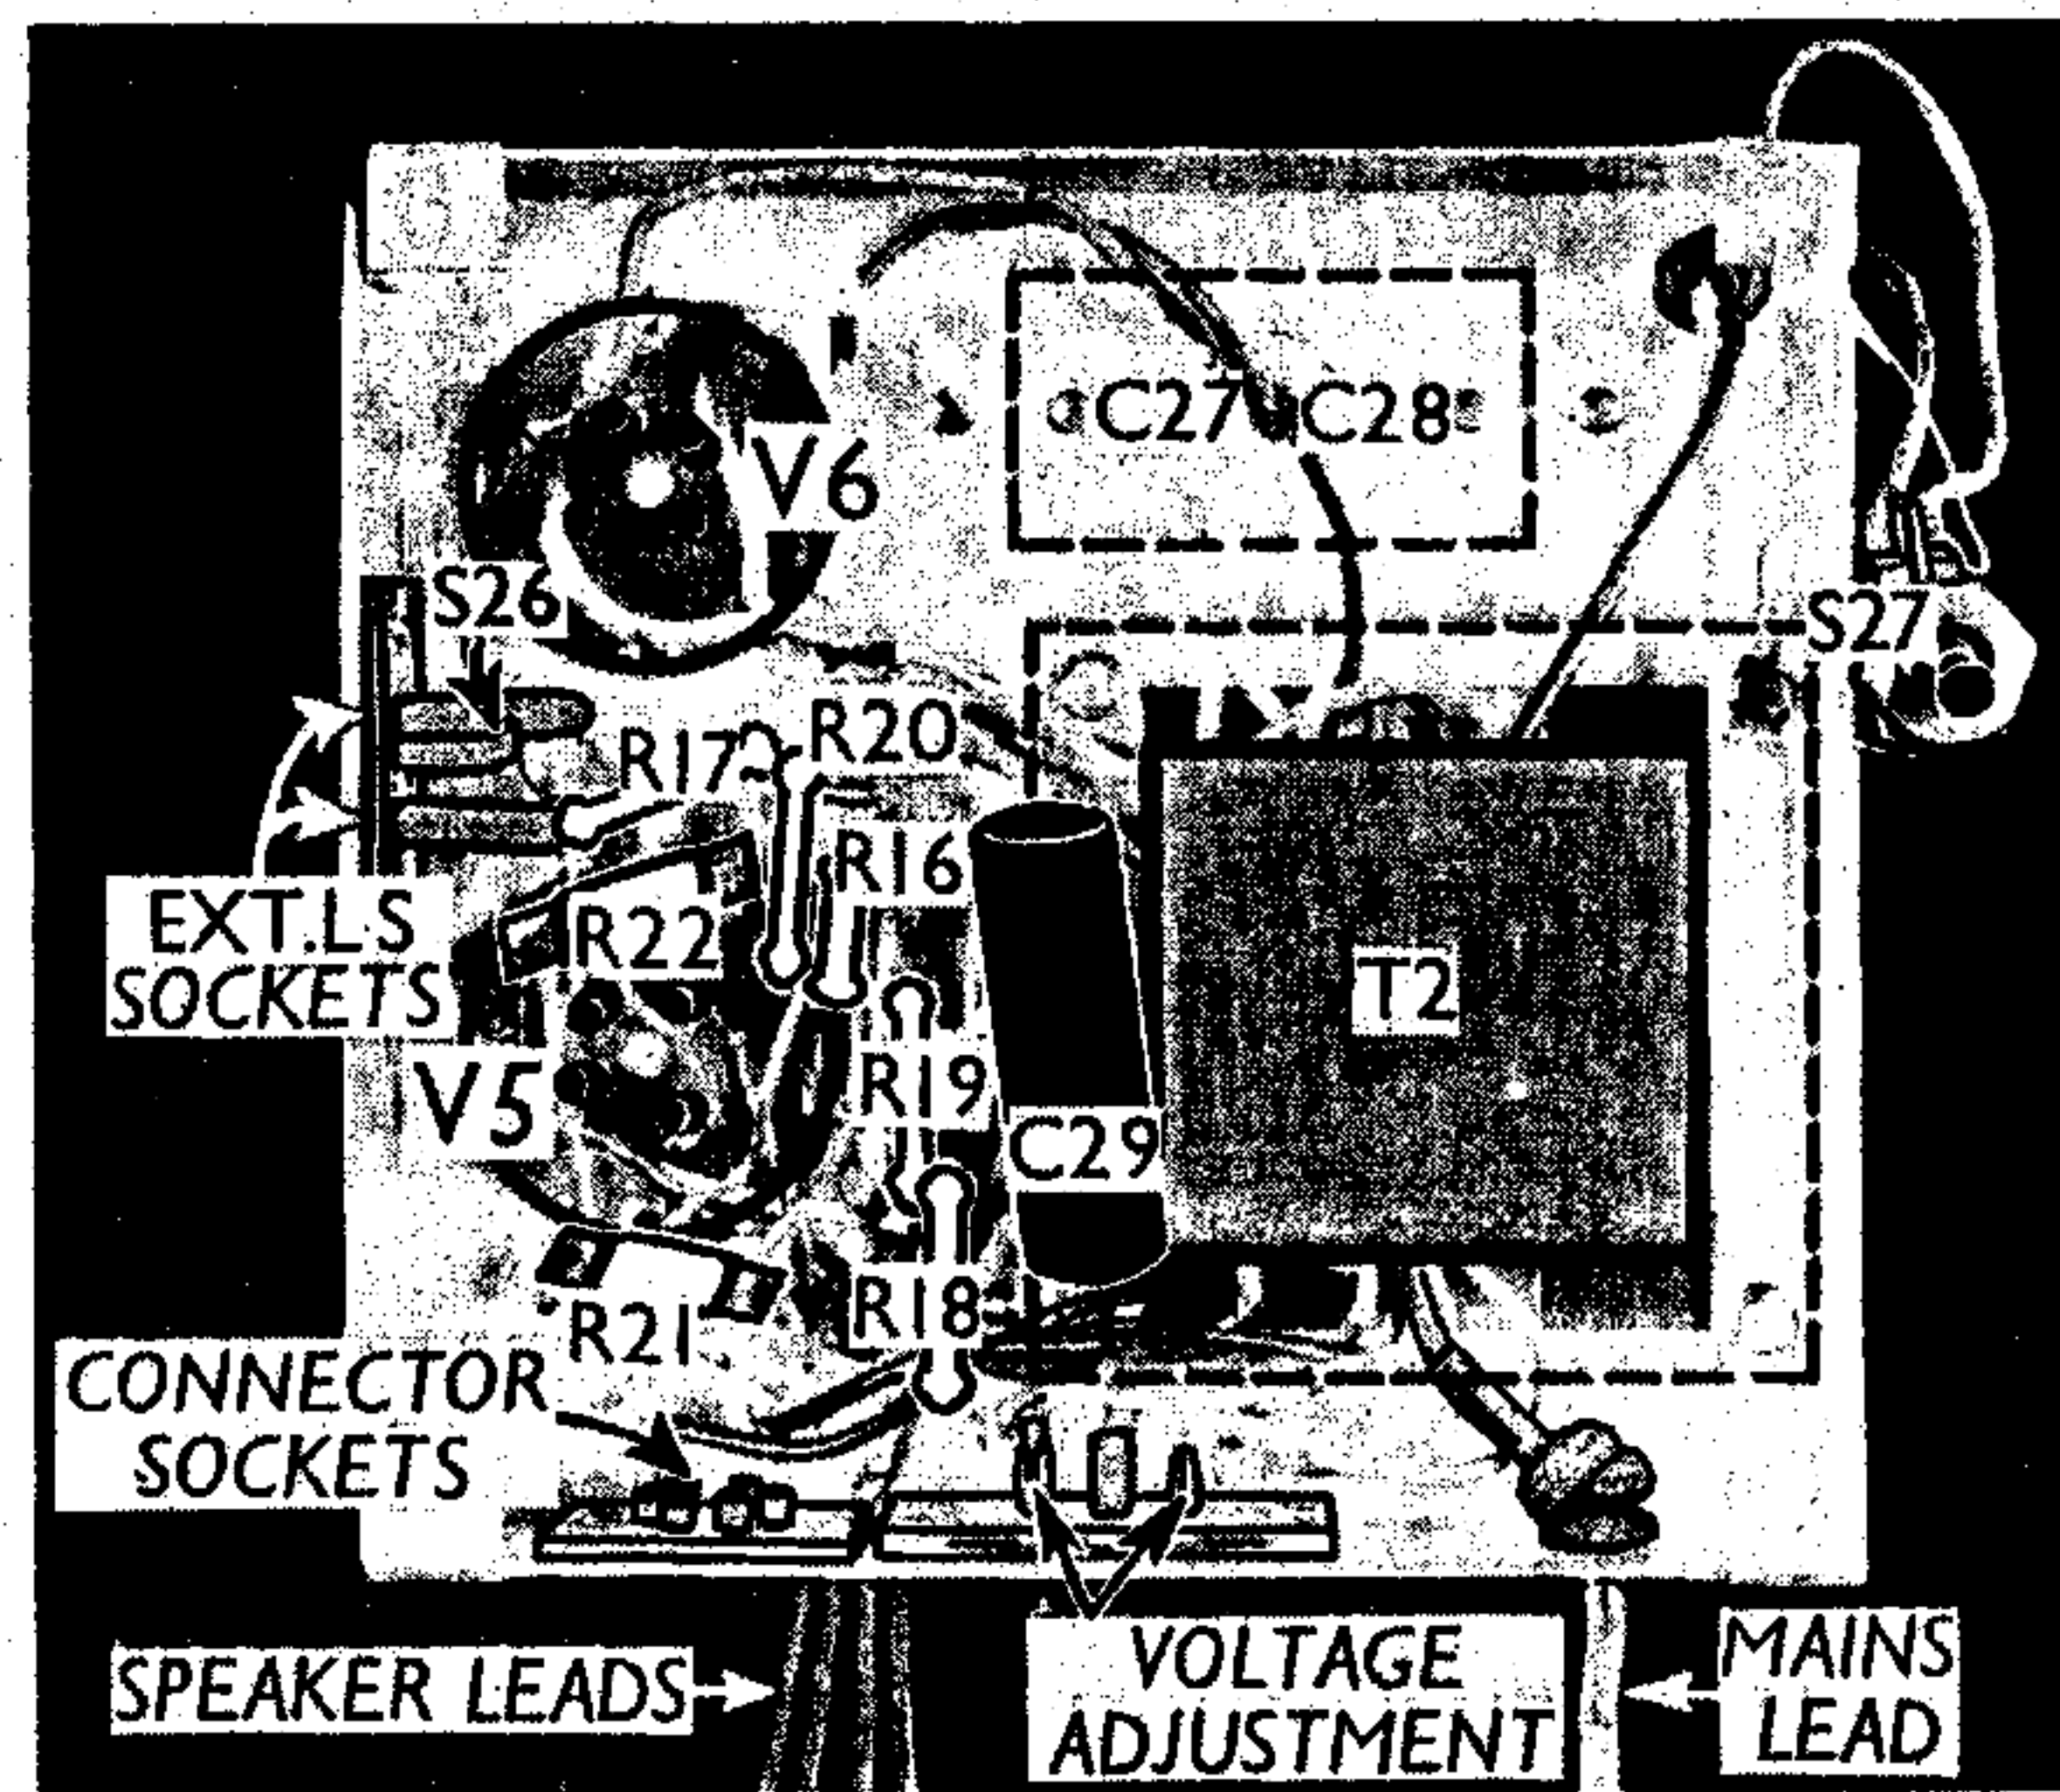 C27 C28
V6
S26
S27
R17 R20
R16
EXT.LS
SOCKETS
R22
T2
V5
R19
C29
R18
R21
CONNECTOR
SOCKETS
SPEAKER LEADS
VOLTAGE
ADJUSTMENT
MAINS
LEAD